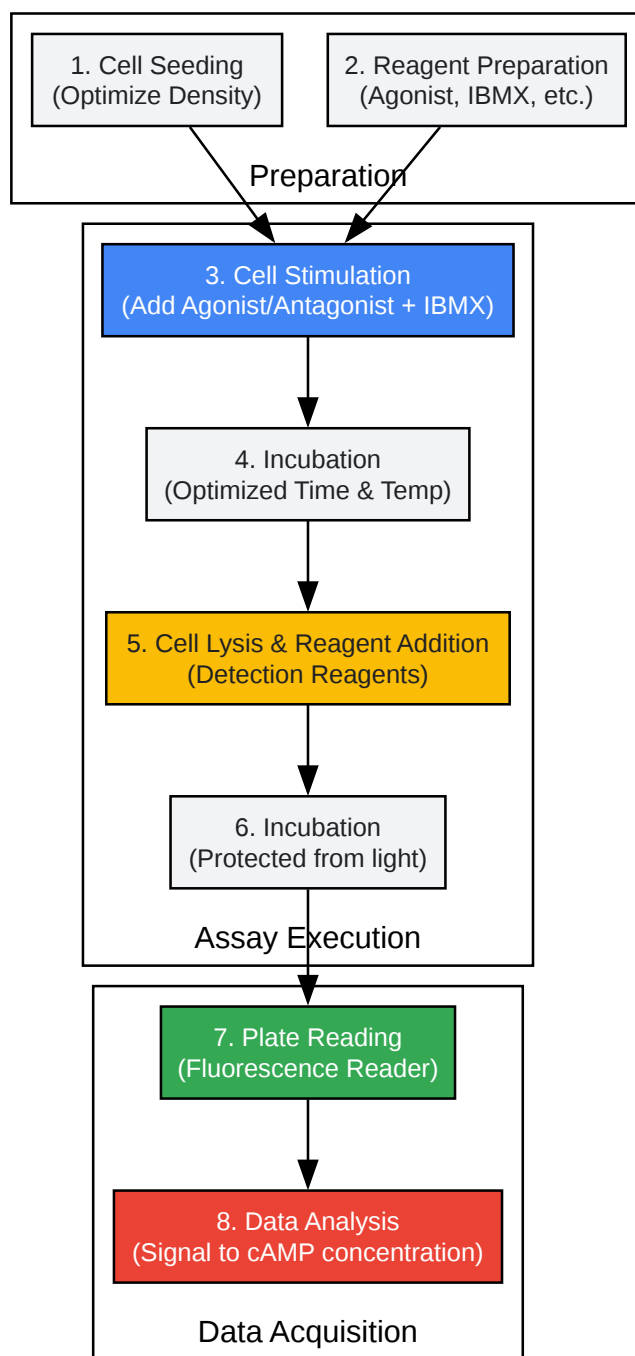 1. Cell Seeding
(Optimize Density)
2. Reagent Preparation
(Agonist, IBMX, etc.)
Preparation
3. Cell Stimulation
(Add Agonist/Antagonist + IBMX)
4. Incubation
(Optimized Time & Temp)
5. Cell Lysis & Reagent Addition
(Detection Reagents)
6. Incubation
(Protected from light)
Assay Execution
7. Plate Reading
(Fluorescence Reader)
8. Data Analysis
(Signal to cAMP concentration)
Data Acquisition